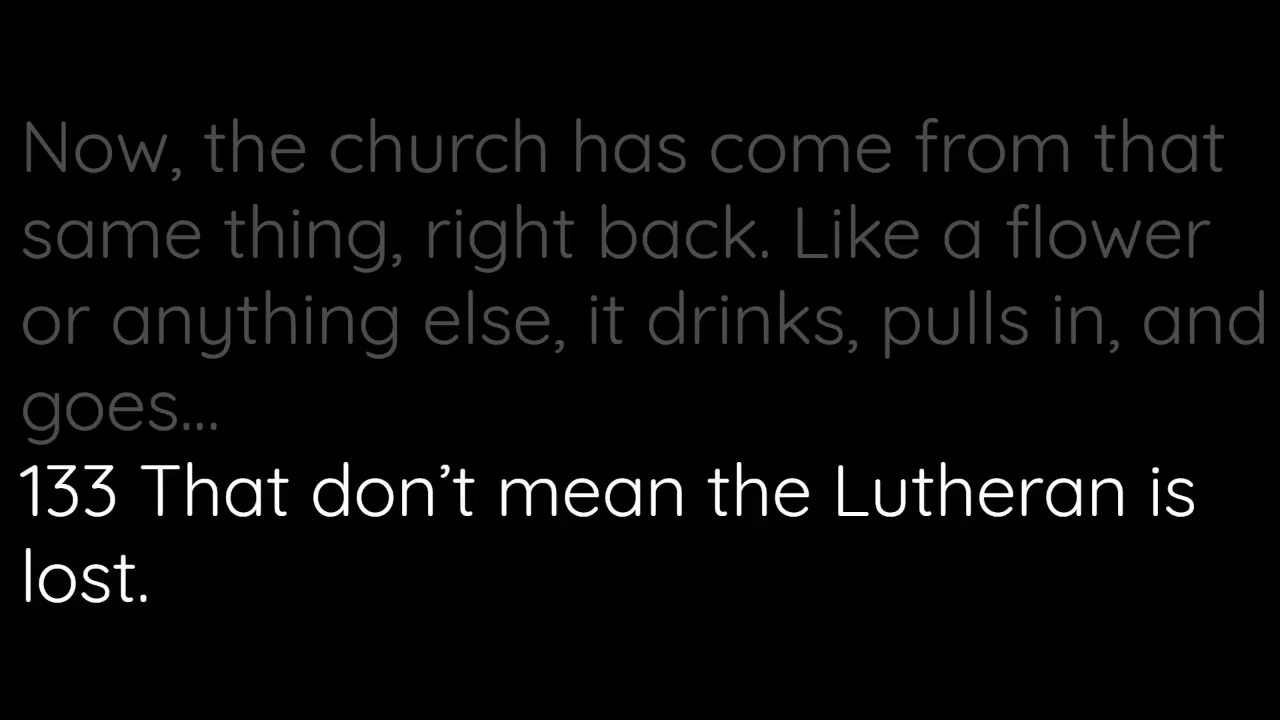 Now, the church has come from that
same thing, right back. Like a flower
or anything else, it drinks, pulls in, and
goes...
133 That don’t mean the Lutheran is
lost.